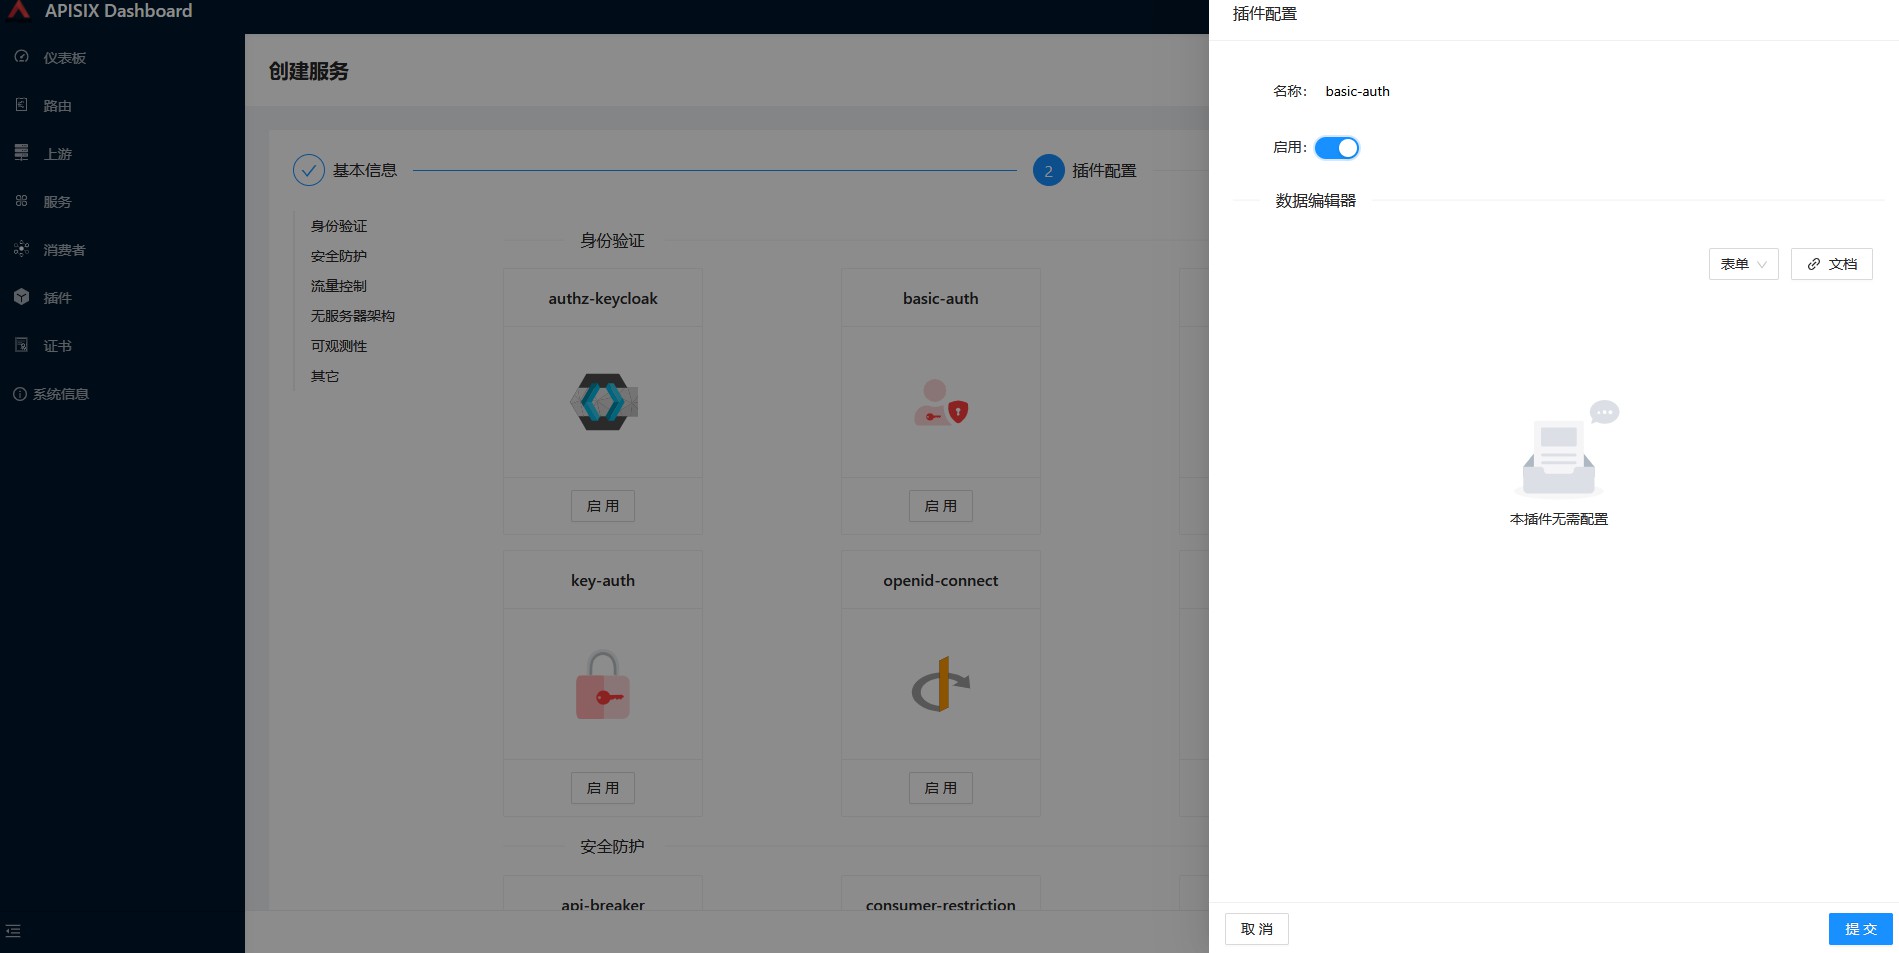 APISIX Dashboard
仪表板
路由
上游
服务
消费者
插件
证书
系统信息
创建服务
基本信息
2 插件配置
身份验证
安全防护
流量控制
无服务器架构
可观测性
其它
身份验证
authz-keycloak
basic-auth
启 用
启 用
key-auth
openid-connect
启 用
启 用
安全防护
api-breaker
consumer-restriction
插件配置
名称： basic-auth
启用：
数据编辑器
表单
文档
本插件无需配置
取 消
提 交